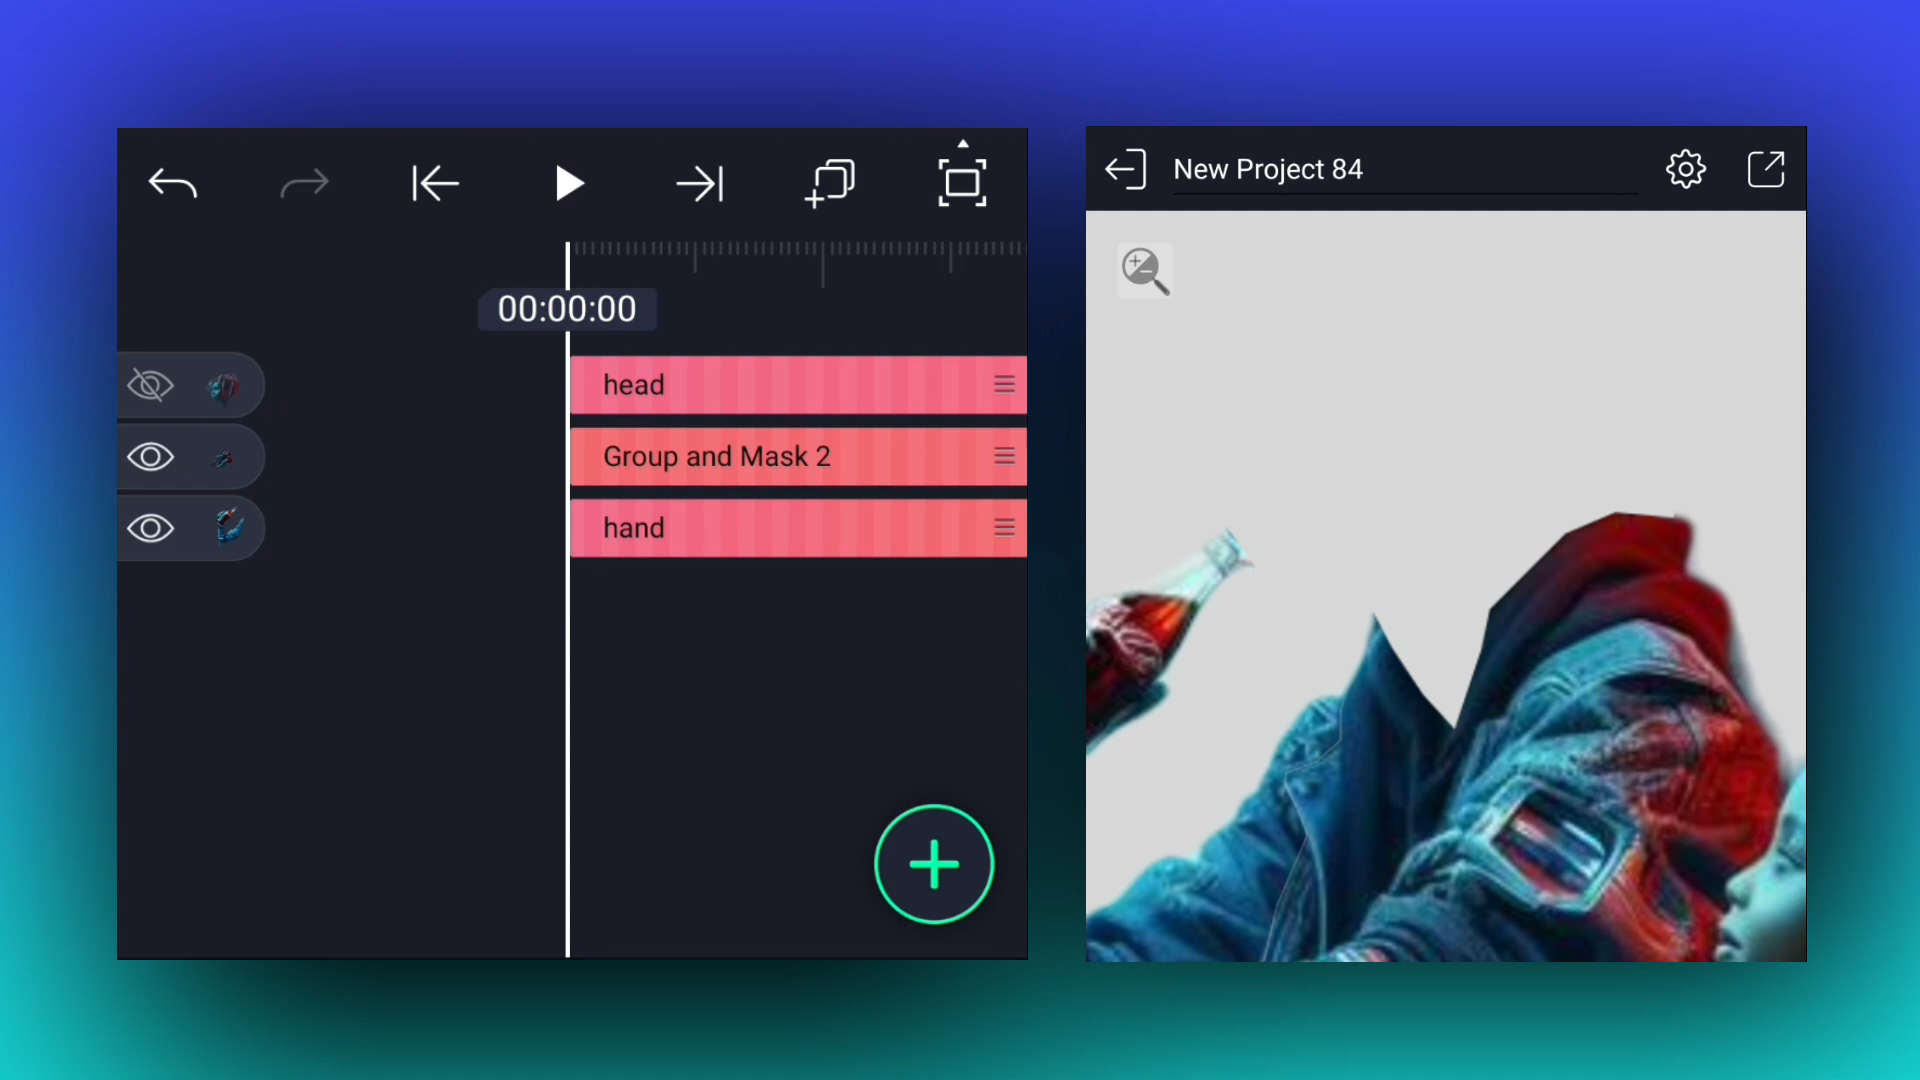 00:00:00
head
Group and Mask 2
hand
New Project 84